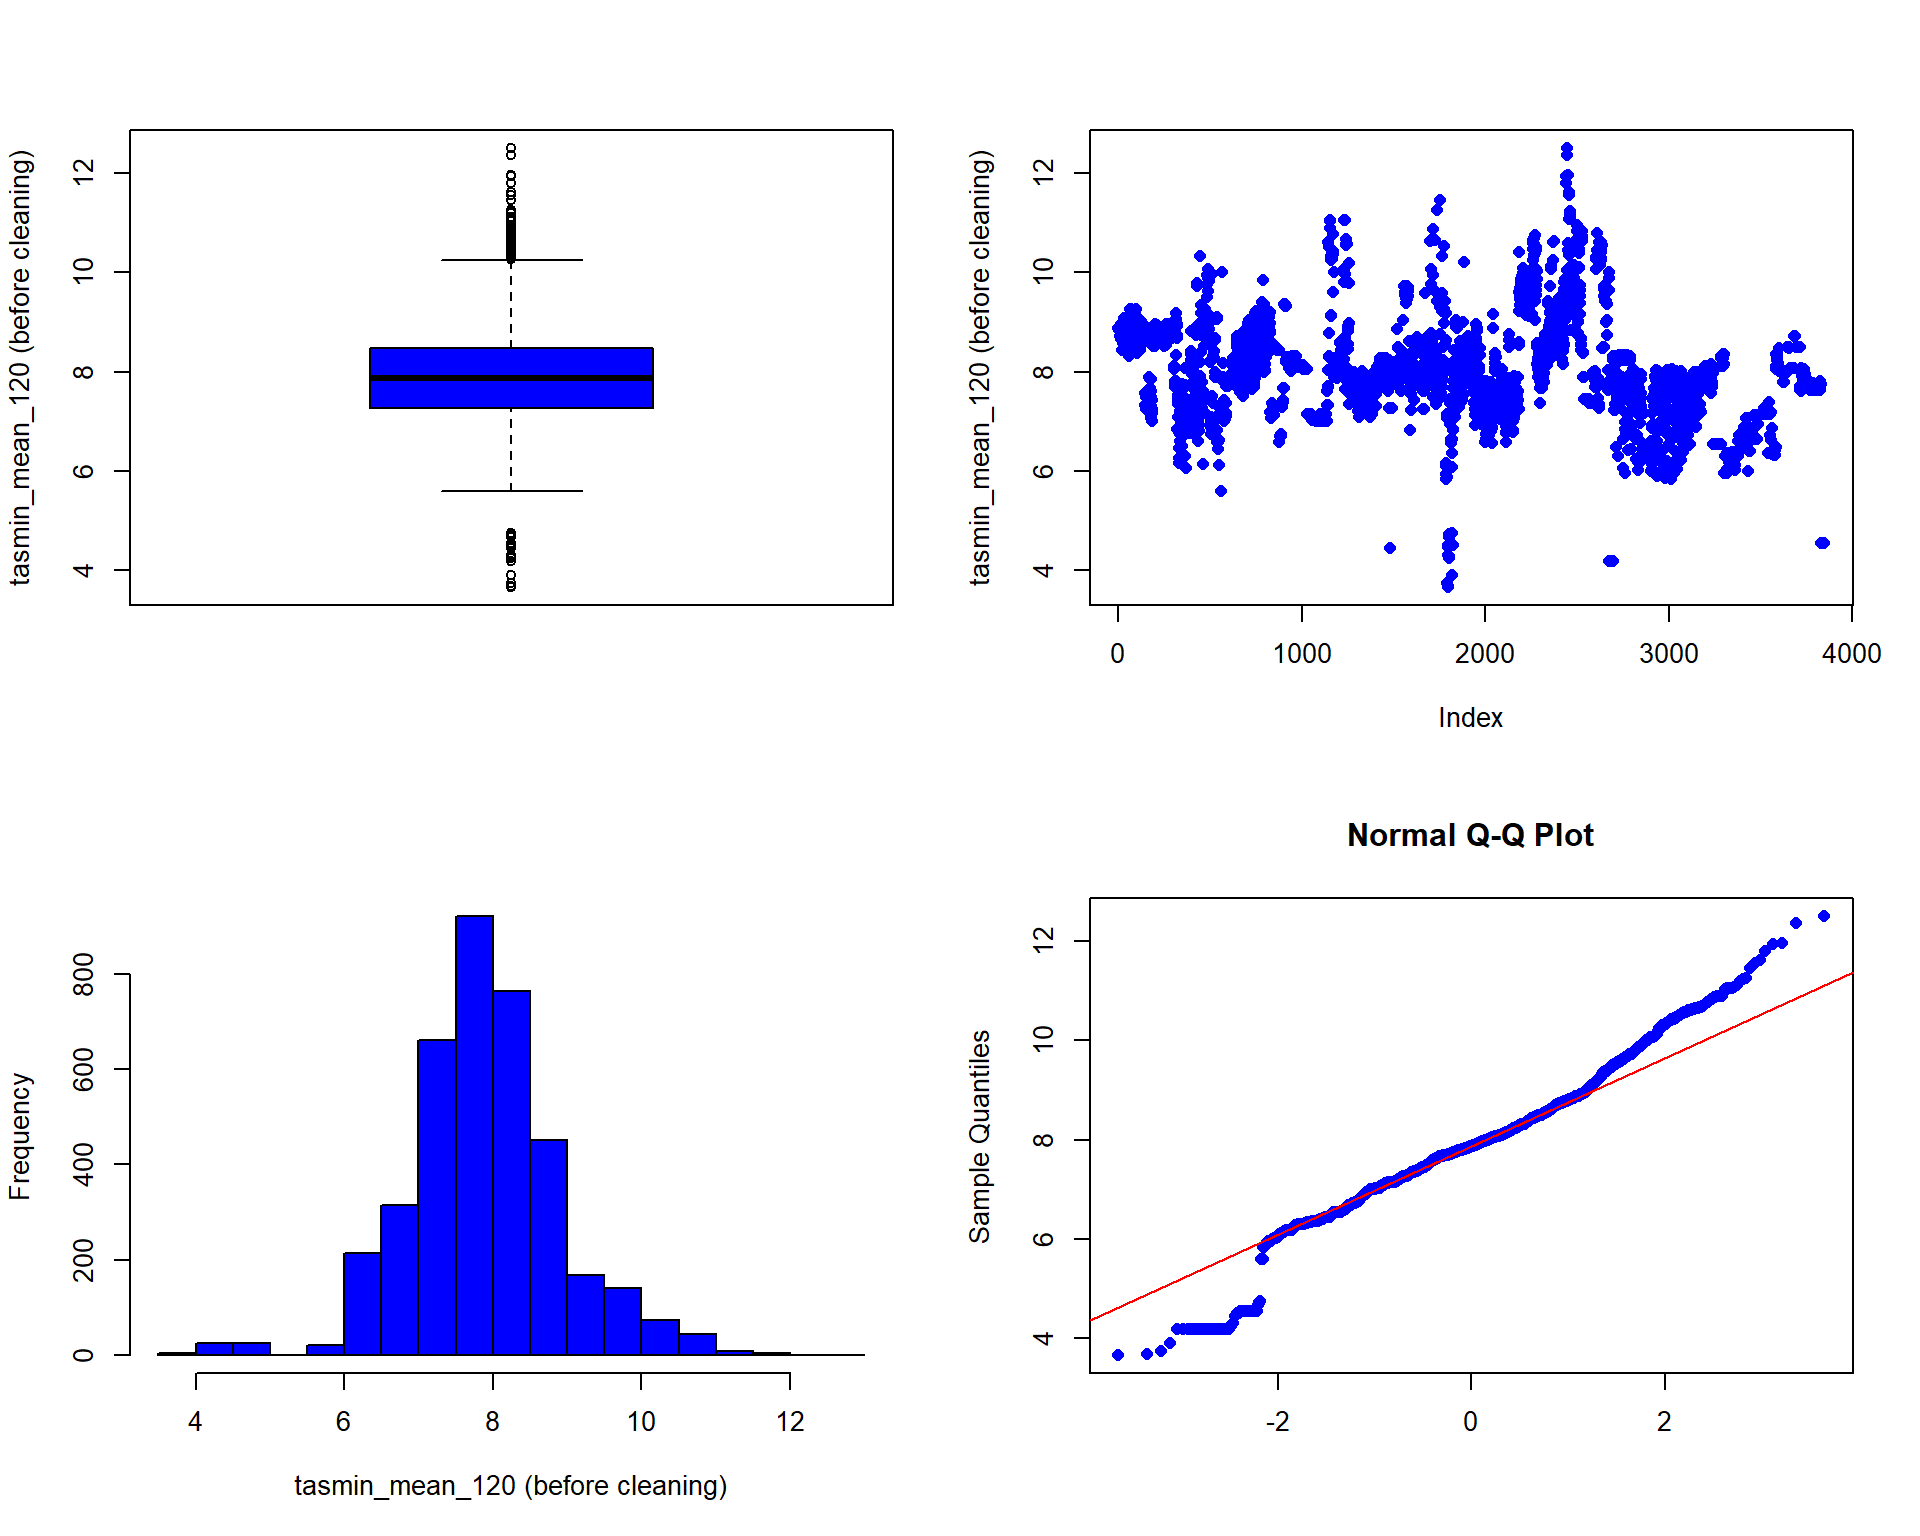 tasmin_mean_120 (before cleaning)
12
10
8
6
4
tasmin_mean_120 (before cleaning)
12
10
8
6
4
0 1000 2000 3000 4000
Index
Frequency
800
600
400
200
0
4 6 8 10 12
tasmin_mean_120 (before cleaning)
Normal Q-Q Plot
Sample Quantiles
12
10
8
6
4
-2 0 2